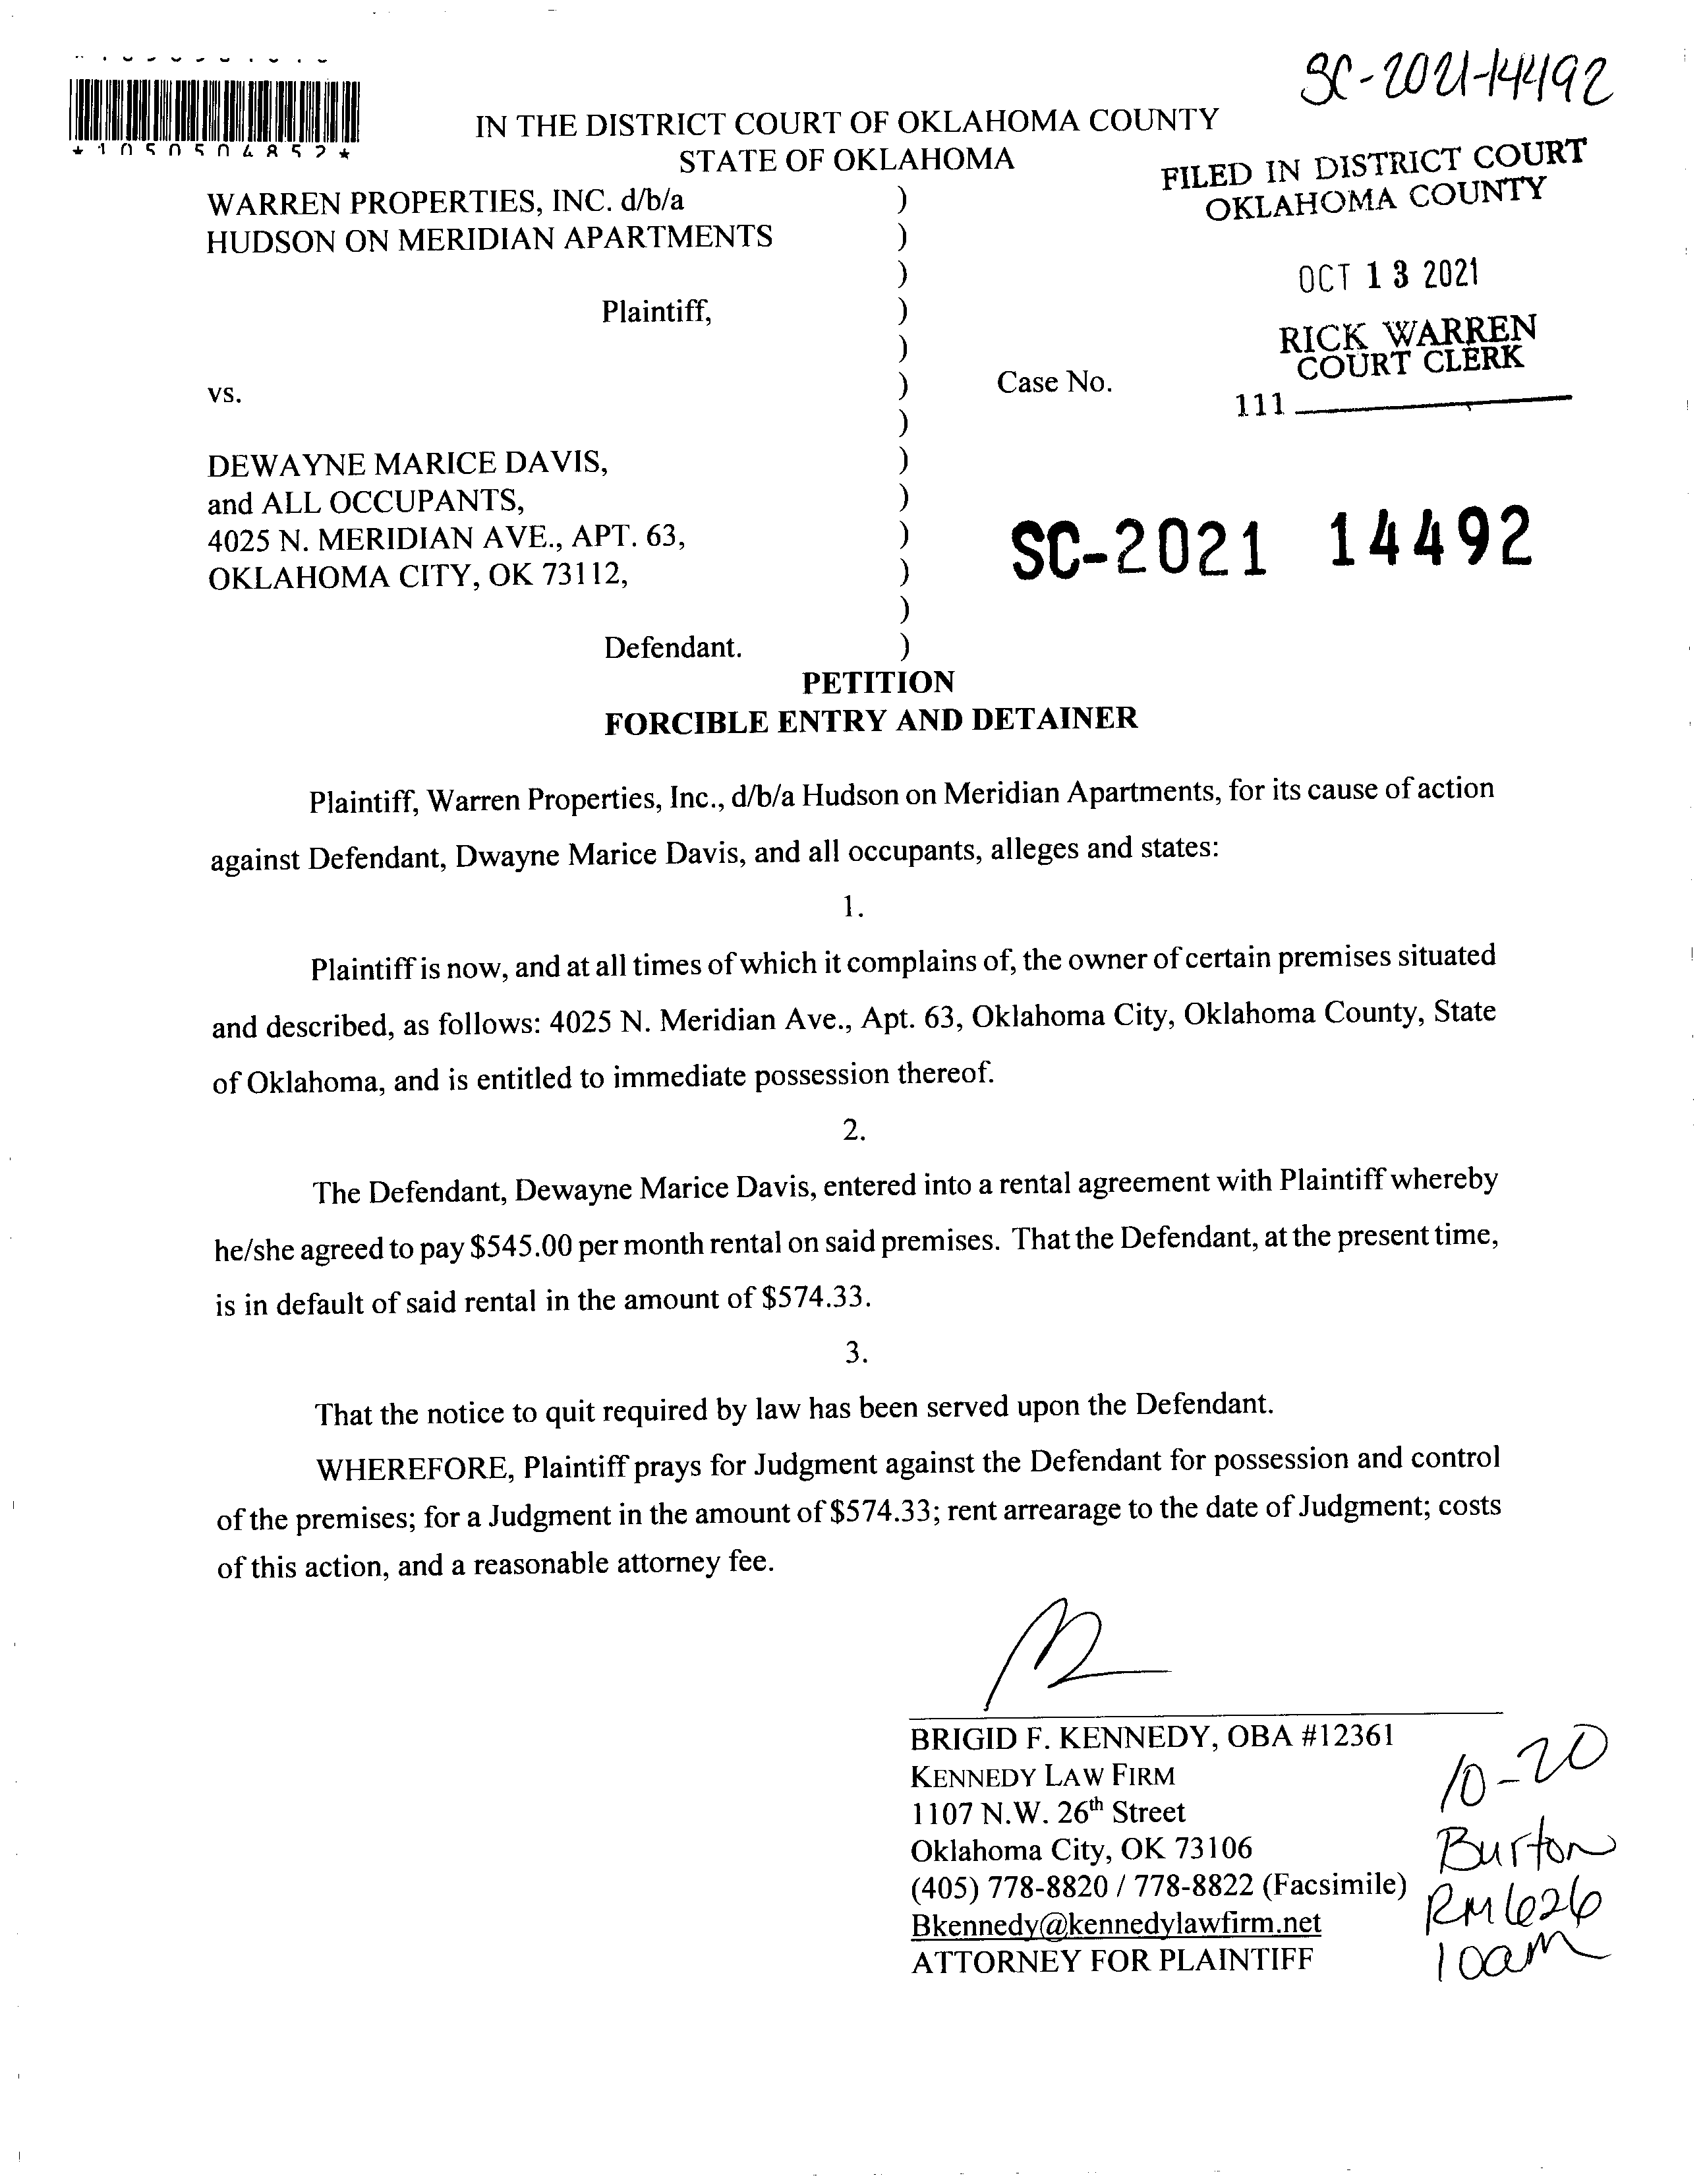 SC-2021-14492
*1050504852*
IN THE DISTRICT COURT OF OKLAHOMA COUNTY
STATE OF OKLAHOMA
FILED IN DISTRICT COURT
OKLAHOMA COUNTY
OCT 13 2021
RICK WARREN
COURT CLERK
111
WARREN PROPERTIES, INC. d/b/a )
HUDSON ON MERIDIAN APARTMENTS )
)
Plaintiff, )
)
vs. ) Case No.
)
DEWAYNE MARICE DAVIS, )
and ALL OCCUPANTS, )
4025 N. MERIDIAN AVE., APT. 63, )
OKLAHOMA CITY, OK 73112, )
)
Defendant. )
SC-2021 14492
PETITION
FORCIBLE ENTRY AND DETAINER
Plaintiff, Warren Properties, Inc., d/b/a Hudson on Meridian Apartments, for its cause of action
against Defendant, Dwayne Marice Davis, and all occupants, alleges and states:
1.
Plaintiff is now, and at all times of which it complains of, the owner of certain premises situated
and described, as follows: 4025 N. Meridian Ave., Apt. 63, Oklahoma City, Oklahoma County, State
of Oklahoma, and is entitled to immediate possession thereof.
2.
The Defendant, Dewayne Marice Davis, entered into a rental agreement with Plaintiff whereby
he/she agreed to pay $545.00 per month rental on said premises. That the Defendant, at the present time,
is in default of said rental in the amount of $574.33.
3.
That the notice to quit required by law has been served upon the Defendant.
WHEREFORE, Plaintiff prays for Judgment against the Defendant for possession and control
of the premises; for a Judgment in the amount of $574.33; rent arrearage to the date of Judgment; costs
of this action, and a reasonable attorney fee.
BRIGID F. KENNEDY, OBA #12361
KENNEDY LAW FIRM
1107 N.W. 26th Street
Oklahoma City, OK 73106
(405) 778-8820 / 778-8822 (Facsimile)
Bkennedy@kennedylawfirm.net
ATTORNEY FOR PLAINTIFF
10-20
Burton
RM 626
10am